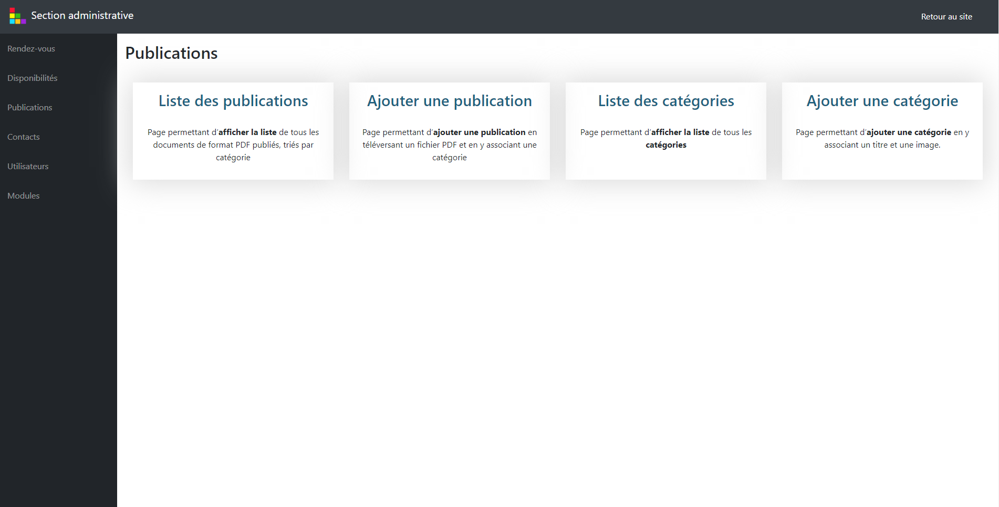 Section administrative
Retour au site
Rendez-vous
Disponibilités
Publications
Contacts
Utilisateurs
Modules
Publications
Liste des publications
Page permettant d'afficher la liste de tous les
documents de format PDF publiés, triés par
catégorie
Ajouter une publication
Page permettant d'ajouter une publication en
téléversant un fichier PDF et en y associant une
catégorie
Liste des catégories
Page permettant d'afficher la liste de tous les
catégories
Ajouter une catégorie
Page permettant d'ajouter une catégorie en y
associant un titre et une image.